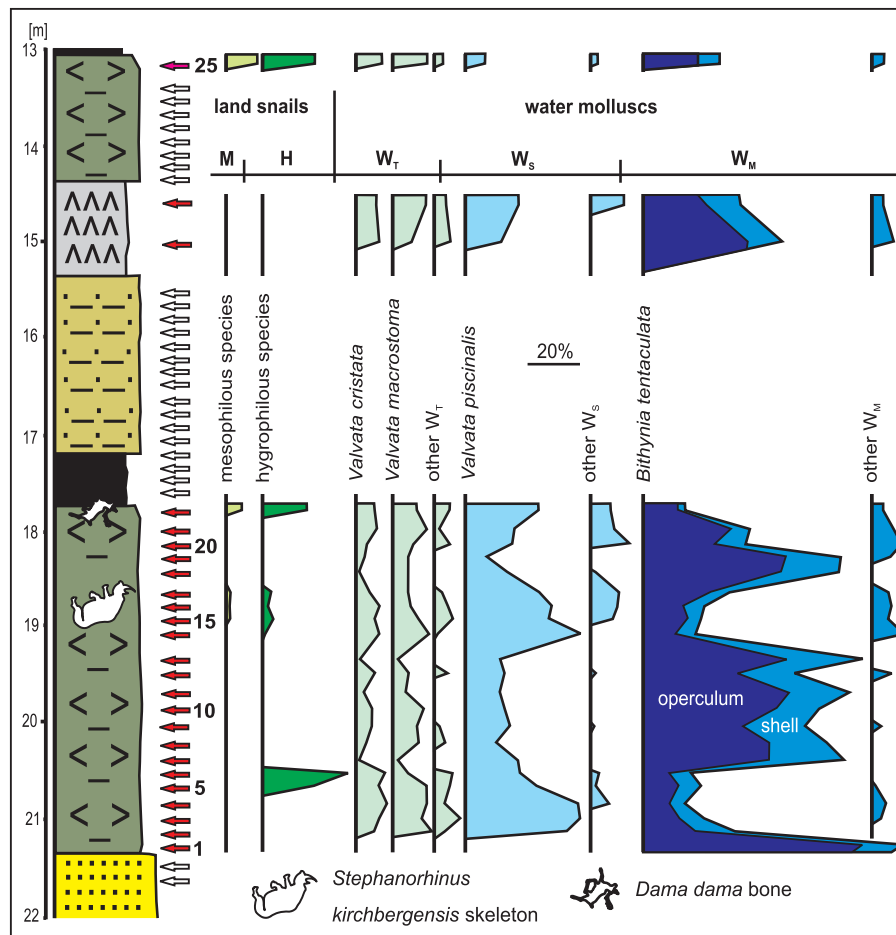 [m]
13
14
15
16
17
18
19
20
21
22
25
20
15
10
5
1
land snails
water molluscs
M
H
W_T
W_S
W_M
mesophilous species
hygrophilous species
Valvata cristata
Valvata macrostoma
other W_T
Valvata piscinalis
20%
other W_S
Bithynia tentaculata
other W_M
operculum
shell
Stephanorhinus
kirchbergensis skeleton
Dama dama bone